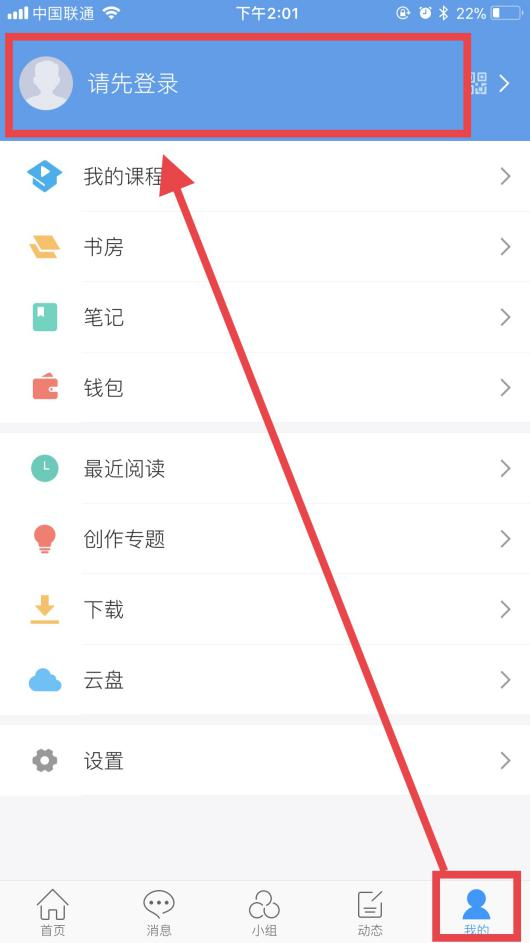 中国联通 下午2:01 22%
请先登录
我的课程
书房
笔记
钱包
最近阅读
创作专题
下载
云盘
设置
首页 消息 小组 动态 我的